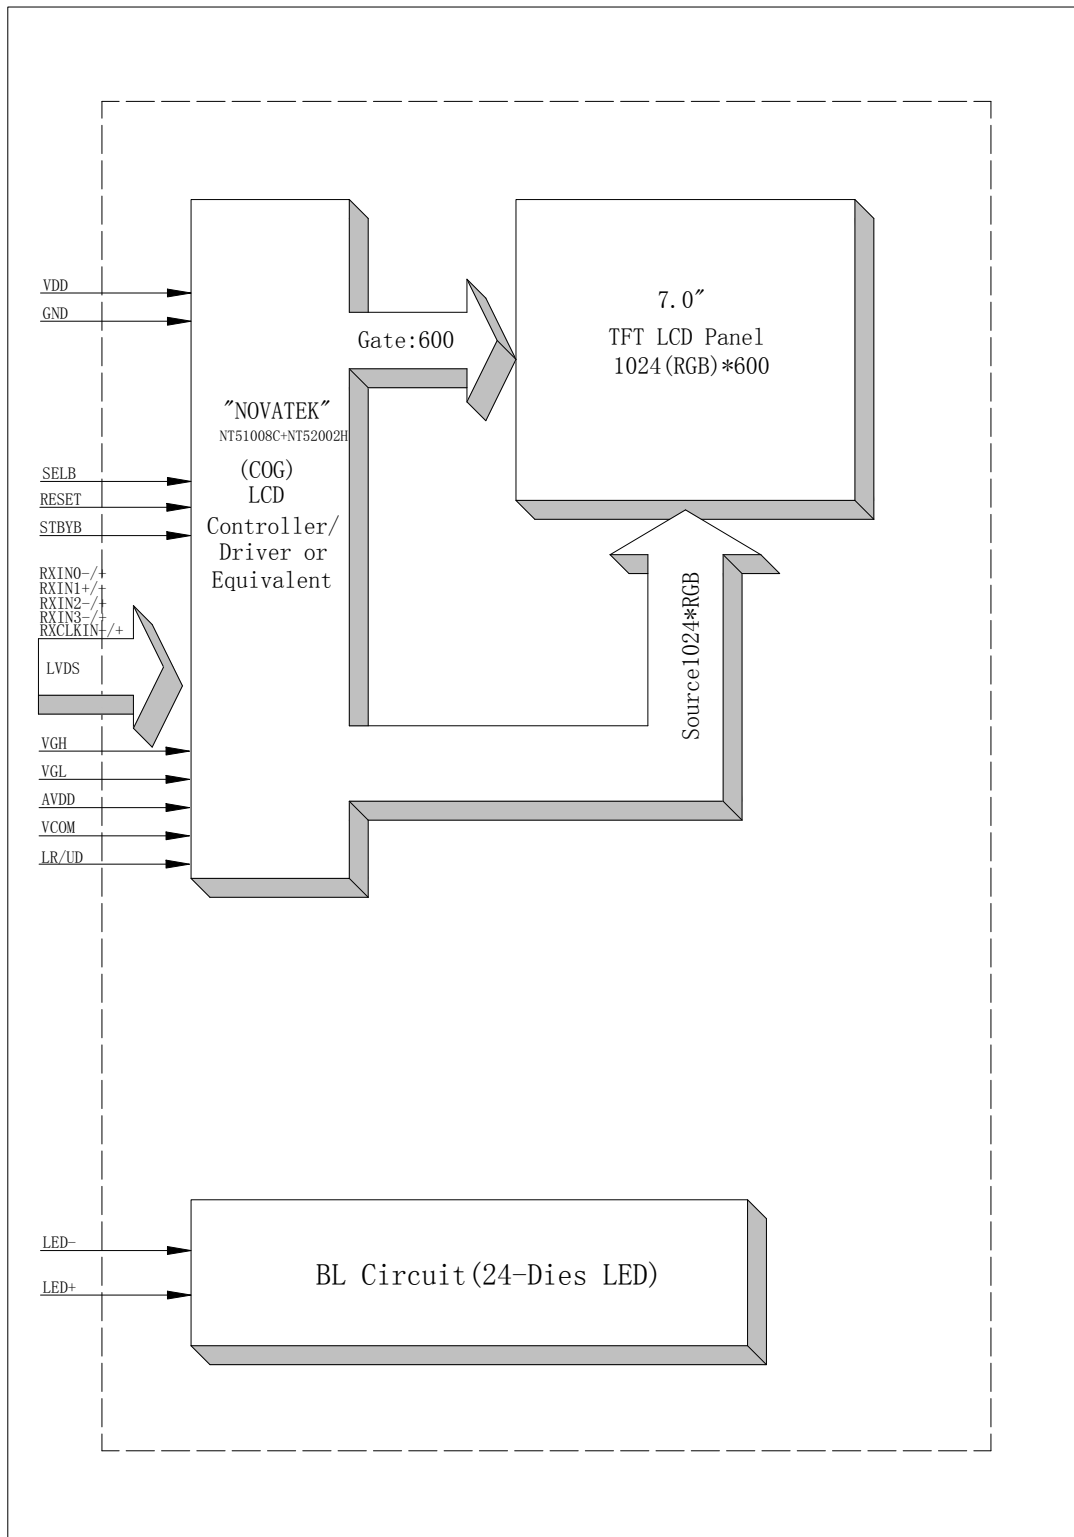 VDD
GND
SELB
RESET
STBYB
RXIN0-/+
RXIN1+/-
RXIN2-/+
RXIN3-/-
RXCLKIN-/+
LVDS
VGH
VGL
AVDD
VCOM
LR/UD
"NOVATEK"
NT51008C+NT52002H
(COG)
LCD
Controller/
Driver or
Equivalent
Gate:600
7.0"
TFT LCD Panel
1024(RGB)*600
Source1024*RGB
LED-
LED+
BL Circuit(24-Dies LED)